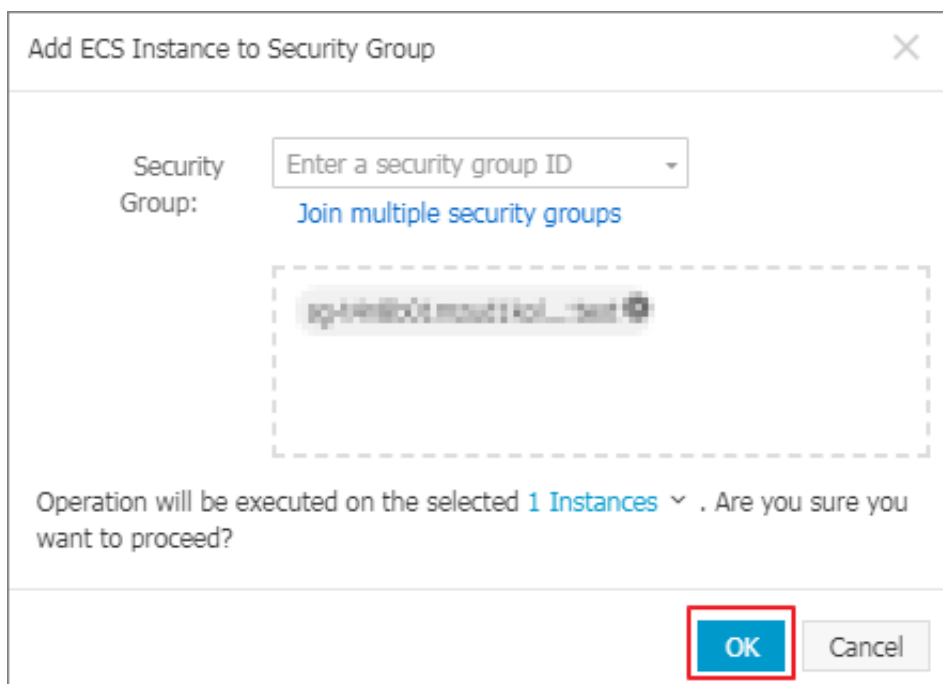 Add ECS Instance to Security Group
Security
Group:
Enter a security group ID
Join multiple security groups
Operation will be executed on the selected 1 Instances . Are you sure you
want to proceed?
OK
Cancel